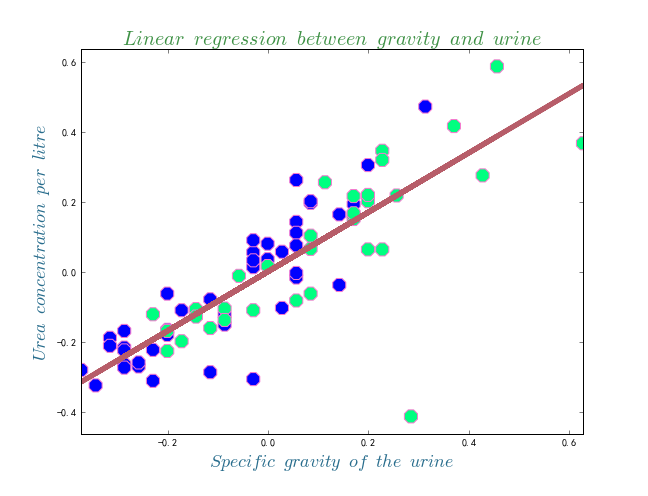 Linear regression between gravity and urine
0.6
0.4
0.2
0.0
−0.2
−0.4
Urea concentration per litre
−0.2 0.0 0.2 0.4 0.6
Specific gravity of the urine